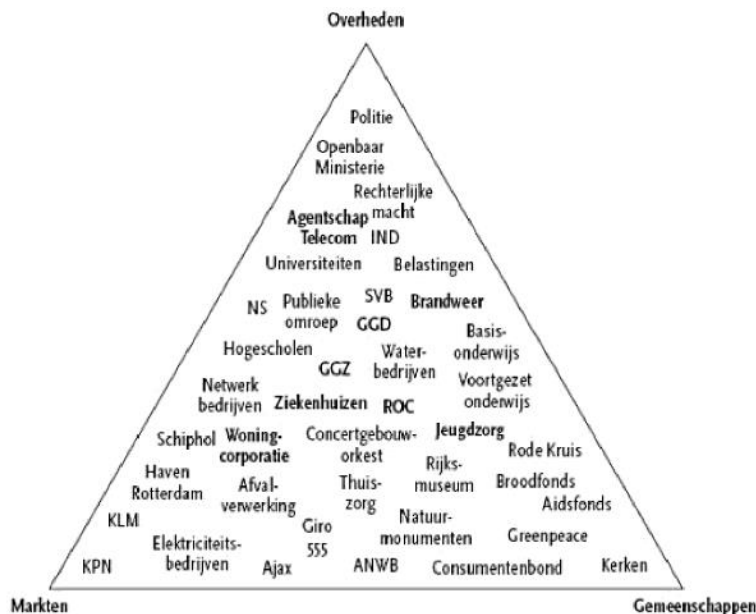 Overheden
Politie
Openbaar
Ministerie
Rechterlijke
macht
Agentschap
Telecom
IND
Universiteiten
Belastingen
NS
Publieke
omroep
SVB
Brandweer
GGD
Basis-
onderwijs
Hogescholen
Water-
bedrijven
GGZ
Voortgezet
onderwijs
Netwerk
bedrijven
Ziekenhuizen
ROC
Schiphol
Woning-
corporatie
Concertgebouw-
orkest
Jeugdzorg
Rode Kruis
Haven
Rotterdam
Afval-
verwerking
Thuis-
zorg
Rijks-
museum
Broodfonds
Aidsfonds
KLM
Giro
555
Natuur-
monumenten
Greenpeace
KPN
Elektriciteits-
bedrijven
Ajax
ANWB
Consumentenbond
Kerken
Markten
Gemeenschappen